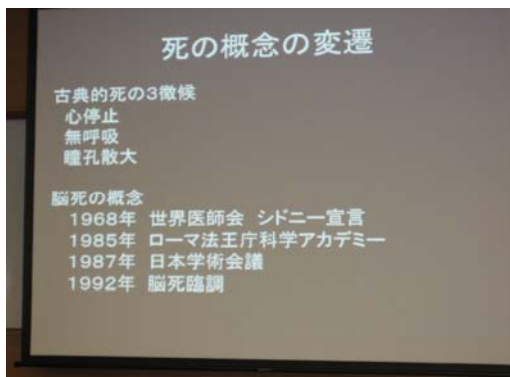 死の概念の変遷
古典的死の3徴候
心停止
無呼吸
瞳孔散大
脳死の概念
1968年 世界医師会 シドニー宣言
1985年 ローマ法王庁科学アカデミー
1987年 日本学術会議
1992年 脳死臨調